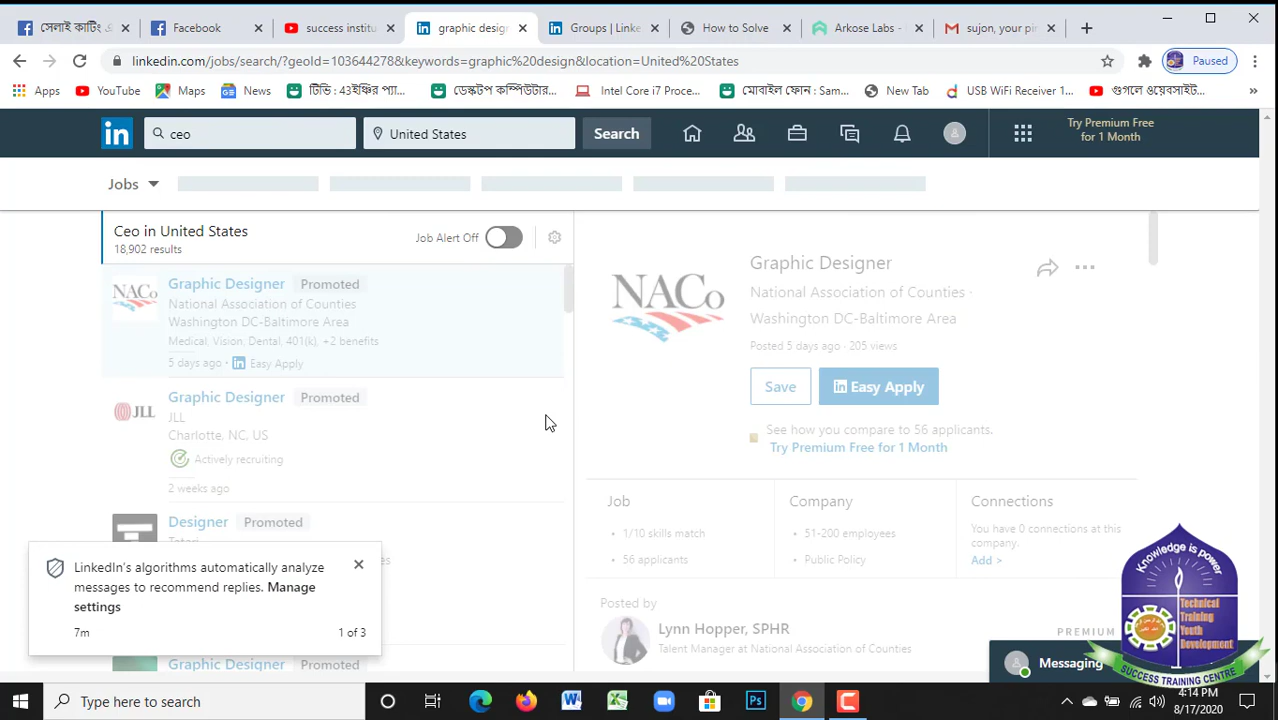 সেলাই কাটিং এ
Facebook
success institu
graphic desig
Groups | Linke
How to Solve
Arkose Labs -
sujon, your pi
linkedin.com/jobs/search/?geoId=103644278&keywords=graphic%20design&location=United%20States
Paused
Apps
YouTube
Maps
News
টিভি : 43ইঞ্চির প্যা...
ডেস্কটপ কম্পিউটার...
Intel Core i7 Proce...
মোবাইল ফোন : Sam...
New Tab
USB WiFi Receiver 1...
গুগলে ওয়েবসাইট...
»
in
ceo
United States
Search
Try Premium Free
for 1 Month
Jobs
Ceo in United States
18,902 results
Job Alert Off
Graphic Designer Promoted
National Association of Counties
Washington DC-Baltimore Area
Medical, Vision, Dental, 401(k), +2 benefits
5 days ago · in Easy Apply
NACo
Graphic Designer Promoted
JLL
Charlotte, NC, US
Actively recruiting
2 weeks ago
JLL
Designer Promoted
Graphic Designer Promoted
LinkedIn's algorithms automatically analyze
messages to recommend replies. Manage
settings
7m
1 of 3
NACo
Graphic Designer
National Association of Counties ·
Washington DC-Baltimore Area
Posted 5 days ago · 205 views
Save
in Easy Apply
See how you compare to 56 applicants.
Try Premium Free for 1 Month
Job
1/10 skills match
56 applicants
Company
51-200 employees
Public Policy
Connections
You have 0 connections at this
company.
Add >
Posted by
Lynn Hopper, SPHR
Talent Manager at National Association of Counties
PREMIUM
Messaging
Knowledge is power
Technical
Training
Youth
Development
SUCCESS TRAINING CENTRE
Type here to search
4:14 PM
8/17/2020